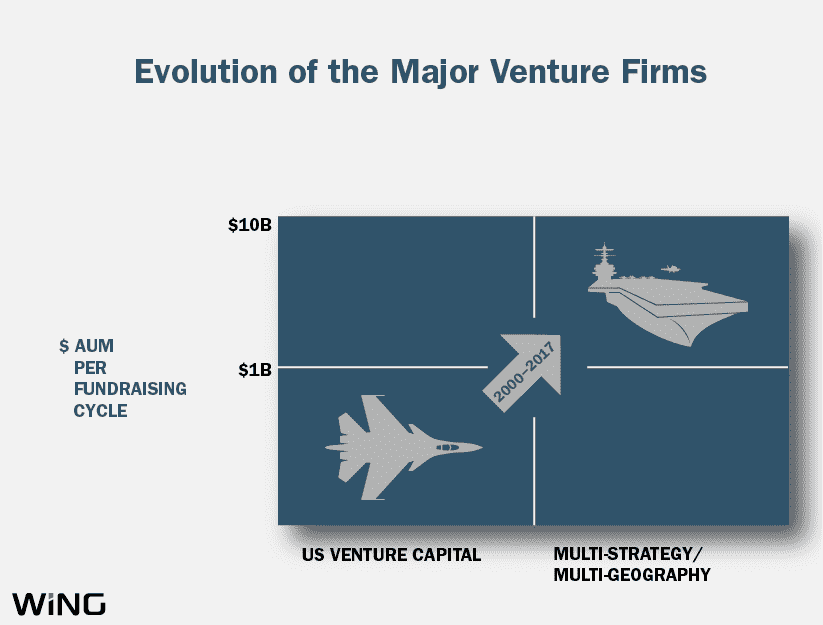 Evolution of the Major Venture Firms
$10B
$1B
$ AUM
PER
FUNDRAISING
CYCLE
2000–2017
US VENTURE CAPITAL
MULTI-STRATEGY/
MULTI-GEOGRAPHY
WiNG